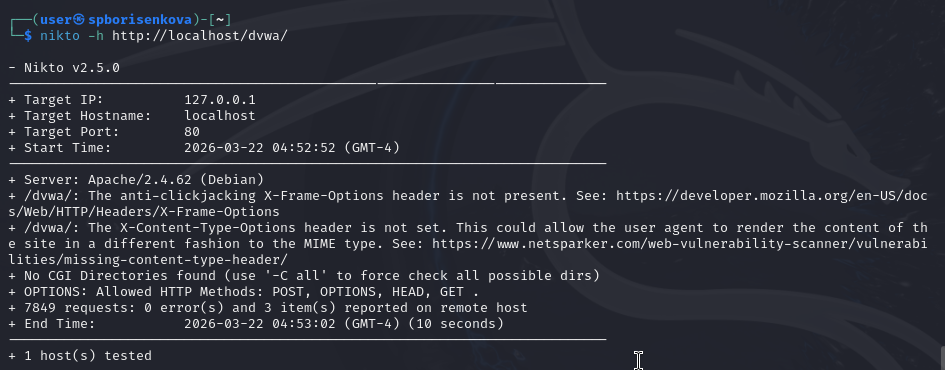 ┌──(user㉿spborisenkova)-[~]
└─$ nikto -h http://localhost/dvwa/
- Nikto v2.5.0
---------------------------------------------------------------------------
+ Target IP:          127.0.0.1
+ Target Hostname:    localhost
+ Target Port:        80
+ Start Time:         2026-03-22 04:52:52 (GMT-4)
---------------------------------------------------------------------------
+ Server: Apache/2.4.62 (Debian)
+ /dvwa/: The anti-clickjacking X-Frame-Options header is not present. See: https://developer.mozilla.org/en-US/doc
s/Web/HTTP/Headers/X-Frame-Options
+ /dvwa/: The X-Content-Type-Options header is not set. This could allow the user agent to render the content of th
e site in a different fashion to the MIME type. See: https://www.netsparker.com/web-vulnerability-scanner/vulnerabi
lities/missing-content-type-header/
+ No CGI Directories found (use '-C all' to force check all possible dirs)
+ OPTIONS: Allowed HTTP Methods: POST, OPTIONS, HEAD, GET .
+ 7849 requests: 0 error(s) and 3 item(s) reported on remote host
+ End Time:           2026-03-22 04:53:02 (GMT-4) (10 seconds)
---------------------------------------------------------------------------
+ 1 host(s) tested